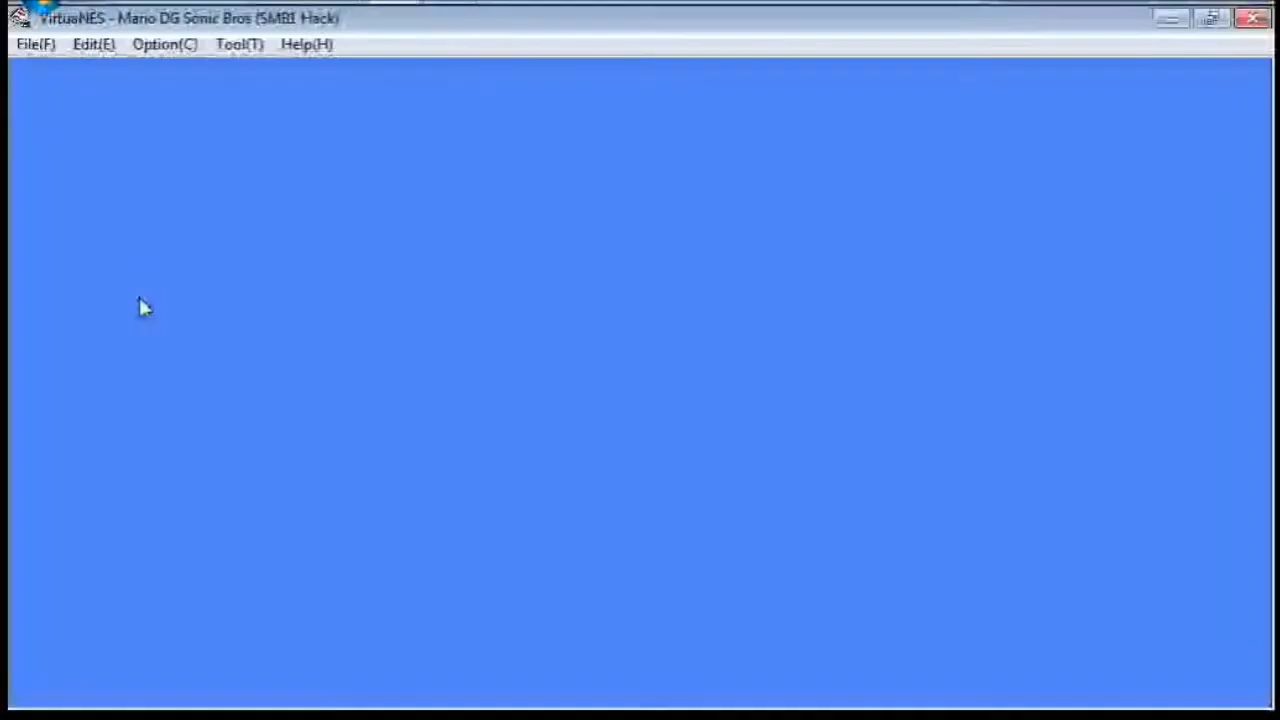 VirtuaNES - Mario DG Sonic Bros (SMB1 Hack)
File(F) Edit(E) Option(C) Tool(T) Help(H)